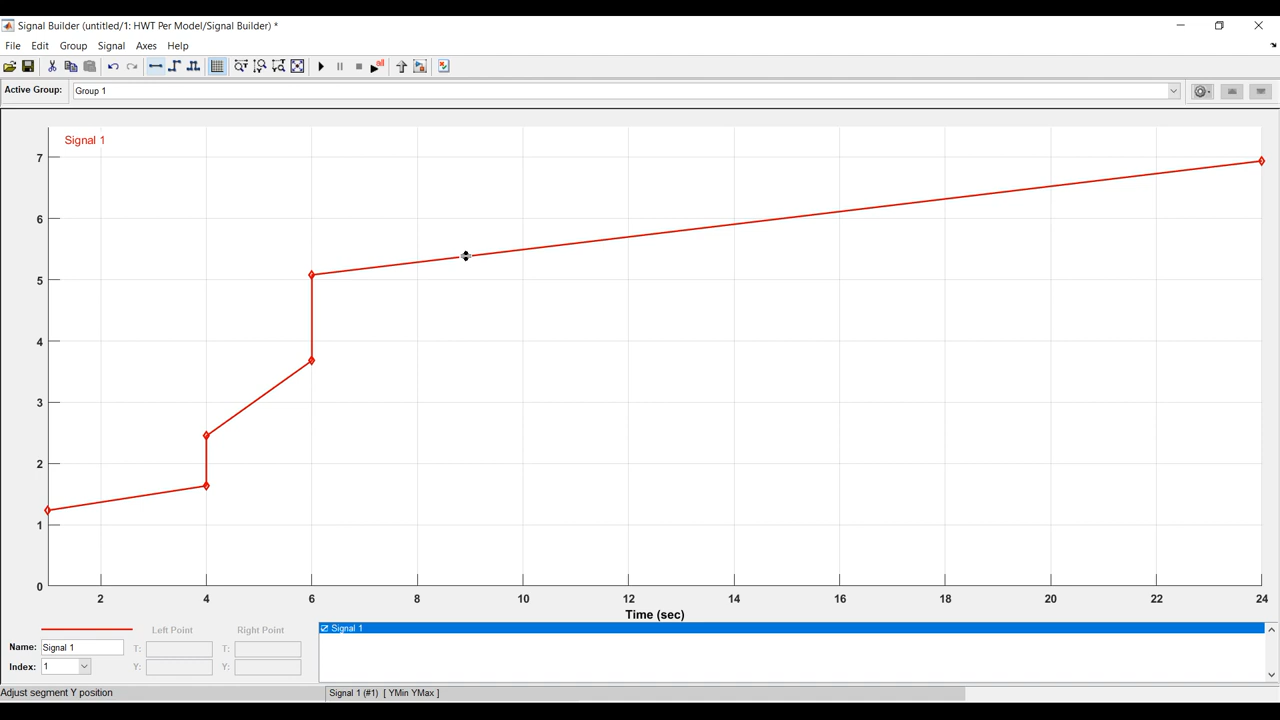 Signal Builder (untitled/1: HWT Per Model/Signal Builder) *
File Edit Group Signal Axes Help
all
Active Group: Group 1
Signal 1
7
6
5
4
3
2
1
0
2 4 6 8 10 12 14 16 18 20 22 24
Time (sec)
Left Point Right Point
Name: Signal 1 T: T:
Index: 1 Y: Y:
Signal 1
Adjust segment Y position Signal 1 (#1) [ YMin YMax ]